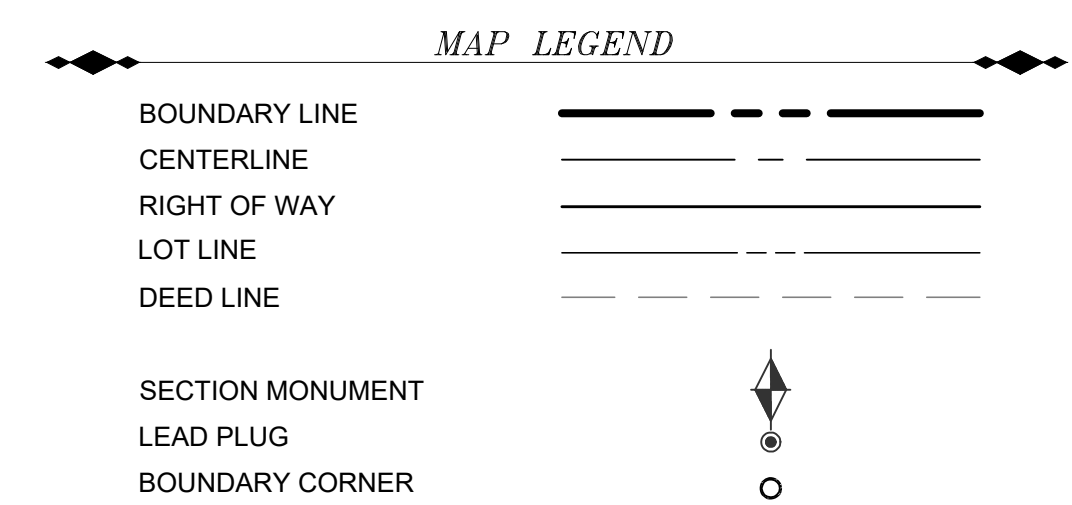 MAP LEGEND
BOUNDARY LINE
CENTERLINE
RIGHT OF WAY
LOT LINE
DEED LINE
SECTION MONUMENT
LEAD PLUG
BOUNDARY CORNER